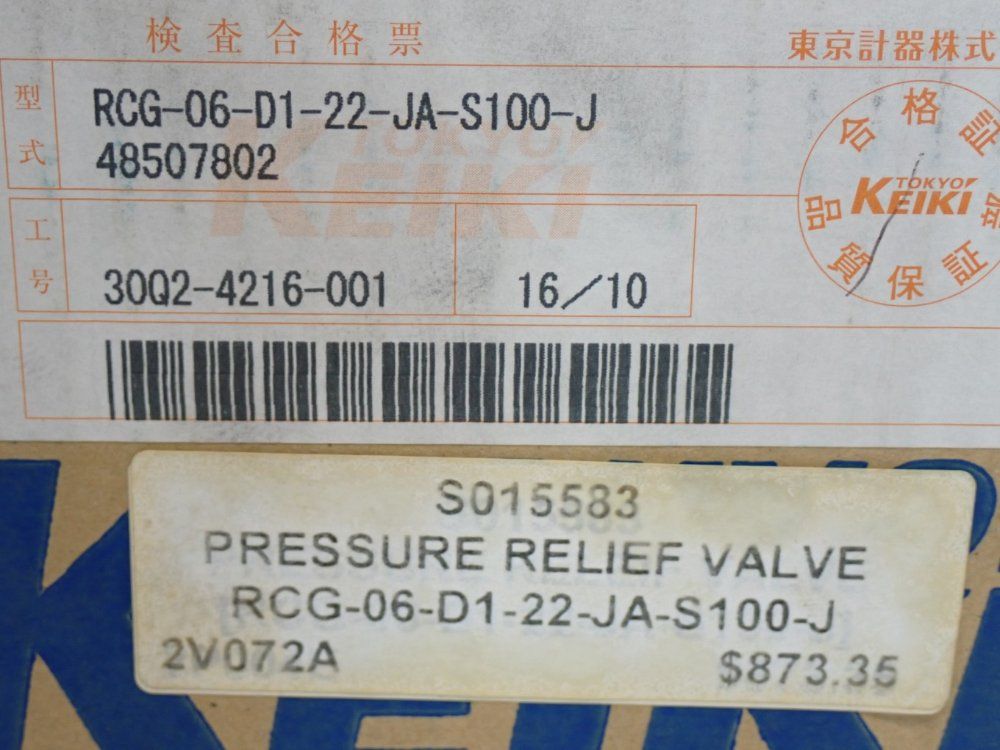 検査合格票
東京計器株式
型式
RCG-06-D1-22-JA-S100-J
48507802
TOKYO
KEIKI
合格証
TOKYO
KEIKI
品質保証
工号
30Q2-4216-001
16/10
S015583
PRESSURE RELIEF VALVE
RCG-06-D1-22-JA-S100-J
2V072A
$873.35